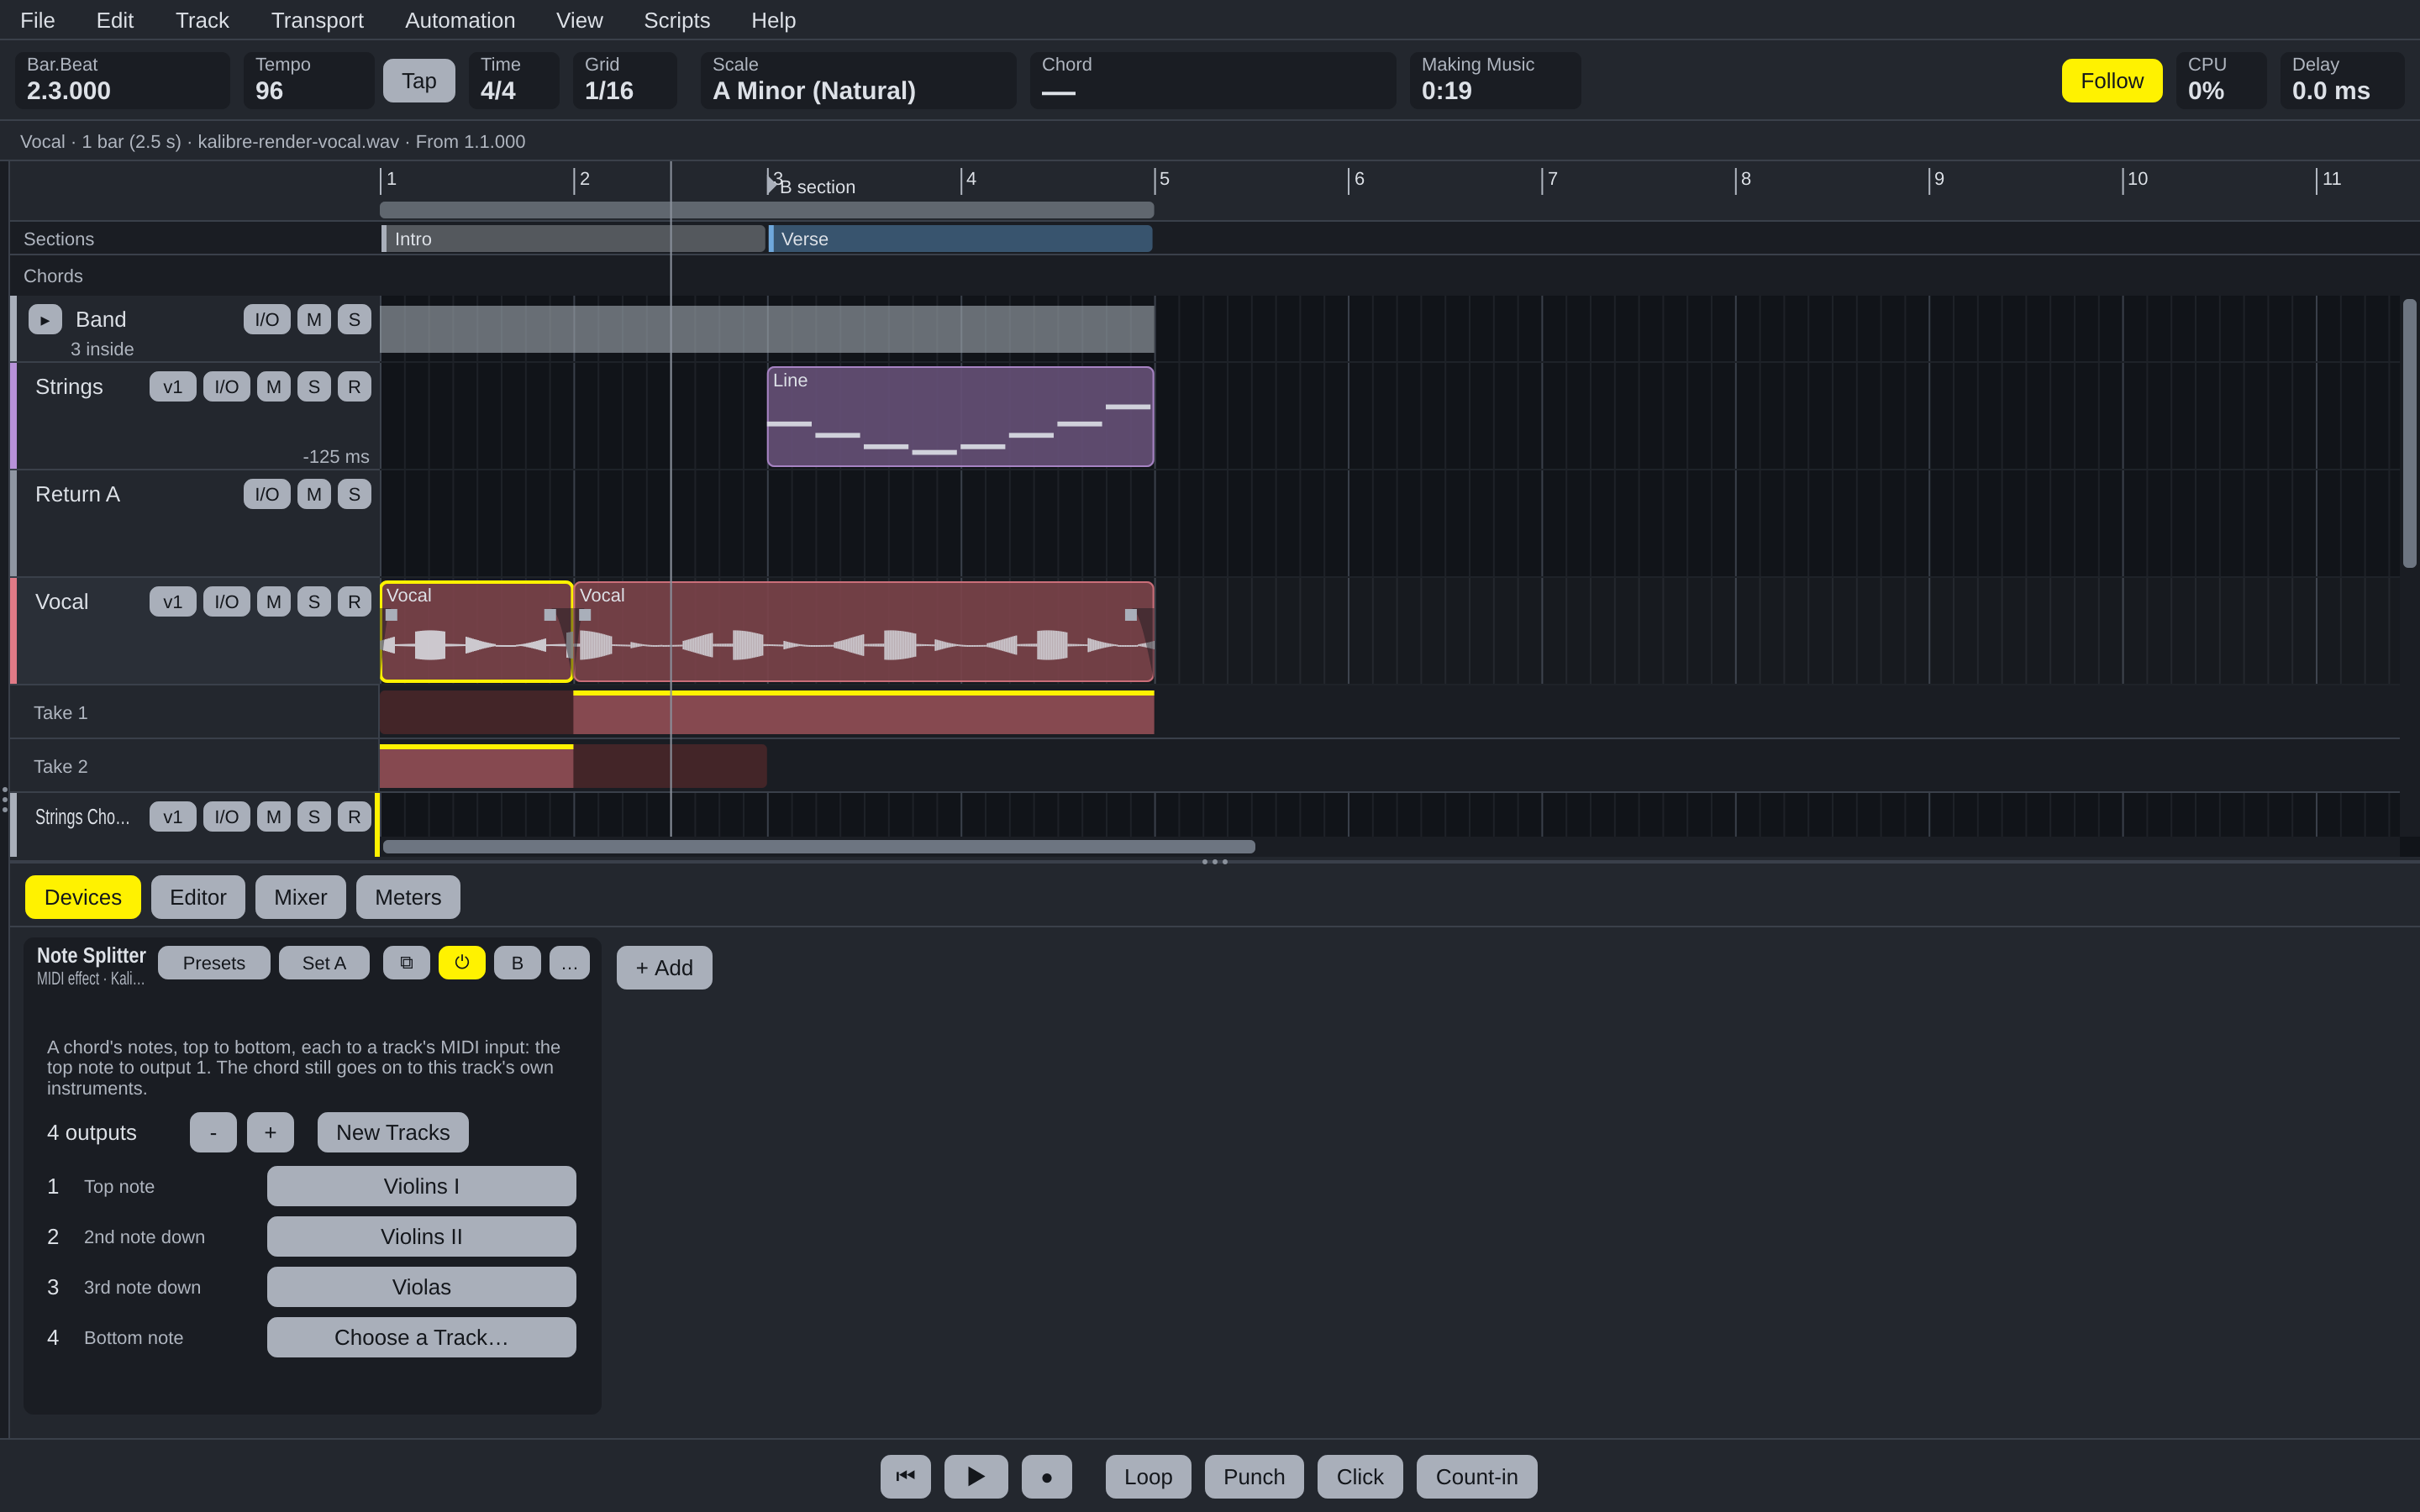 File Edit Track Transport Automation View Scripts Help
Bar.Beat Tempo Time Grid Scale Chord Making Music CPU Delay
2.3.000 96 Tap 4/4 1/16 A Minor (Natural) — 0:19 Follow 0% 0.0 ms
Vocal · 1 bar (2.5 s) · kalibre-render-vocal.wav · From 1.1.000
1 2 3 4 5 6 7 8 9 10 11
B section
Sections Intro Verse
Chords
Band I/O M S
3 inside
Strings v1 I/O M S R Line
-125 ms
Return A I/O M S
Vocal v1 I/O M S R Vocal Vocal
Take 1
Take 2
Strings Cho… v1 I/O M S R
Devices Editor Mixer Meters
Note Splitter Presets Set A B …
MIDI effect · Kali…
+ Add
A chord's notes, top to bottom, each to a track's MIDI input: the
top note to output 1. The chord still goes on to this track's own
instruments.
4 outputs - + New Tracks
1 Top note Violins I
2 2nd note down Violins II
3 3rd note down Violas
4 Bottom note Choose a Track…
Loop Punch Click Count-in